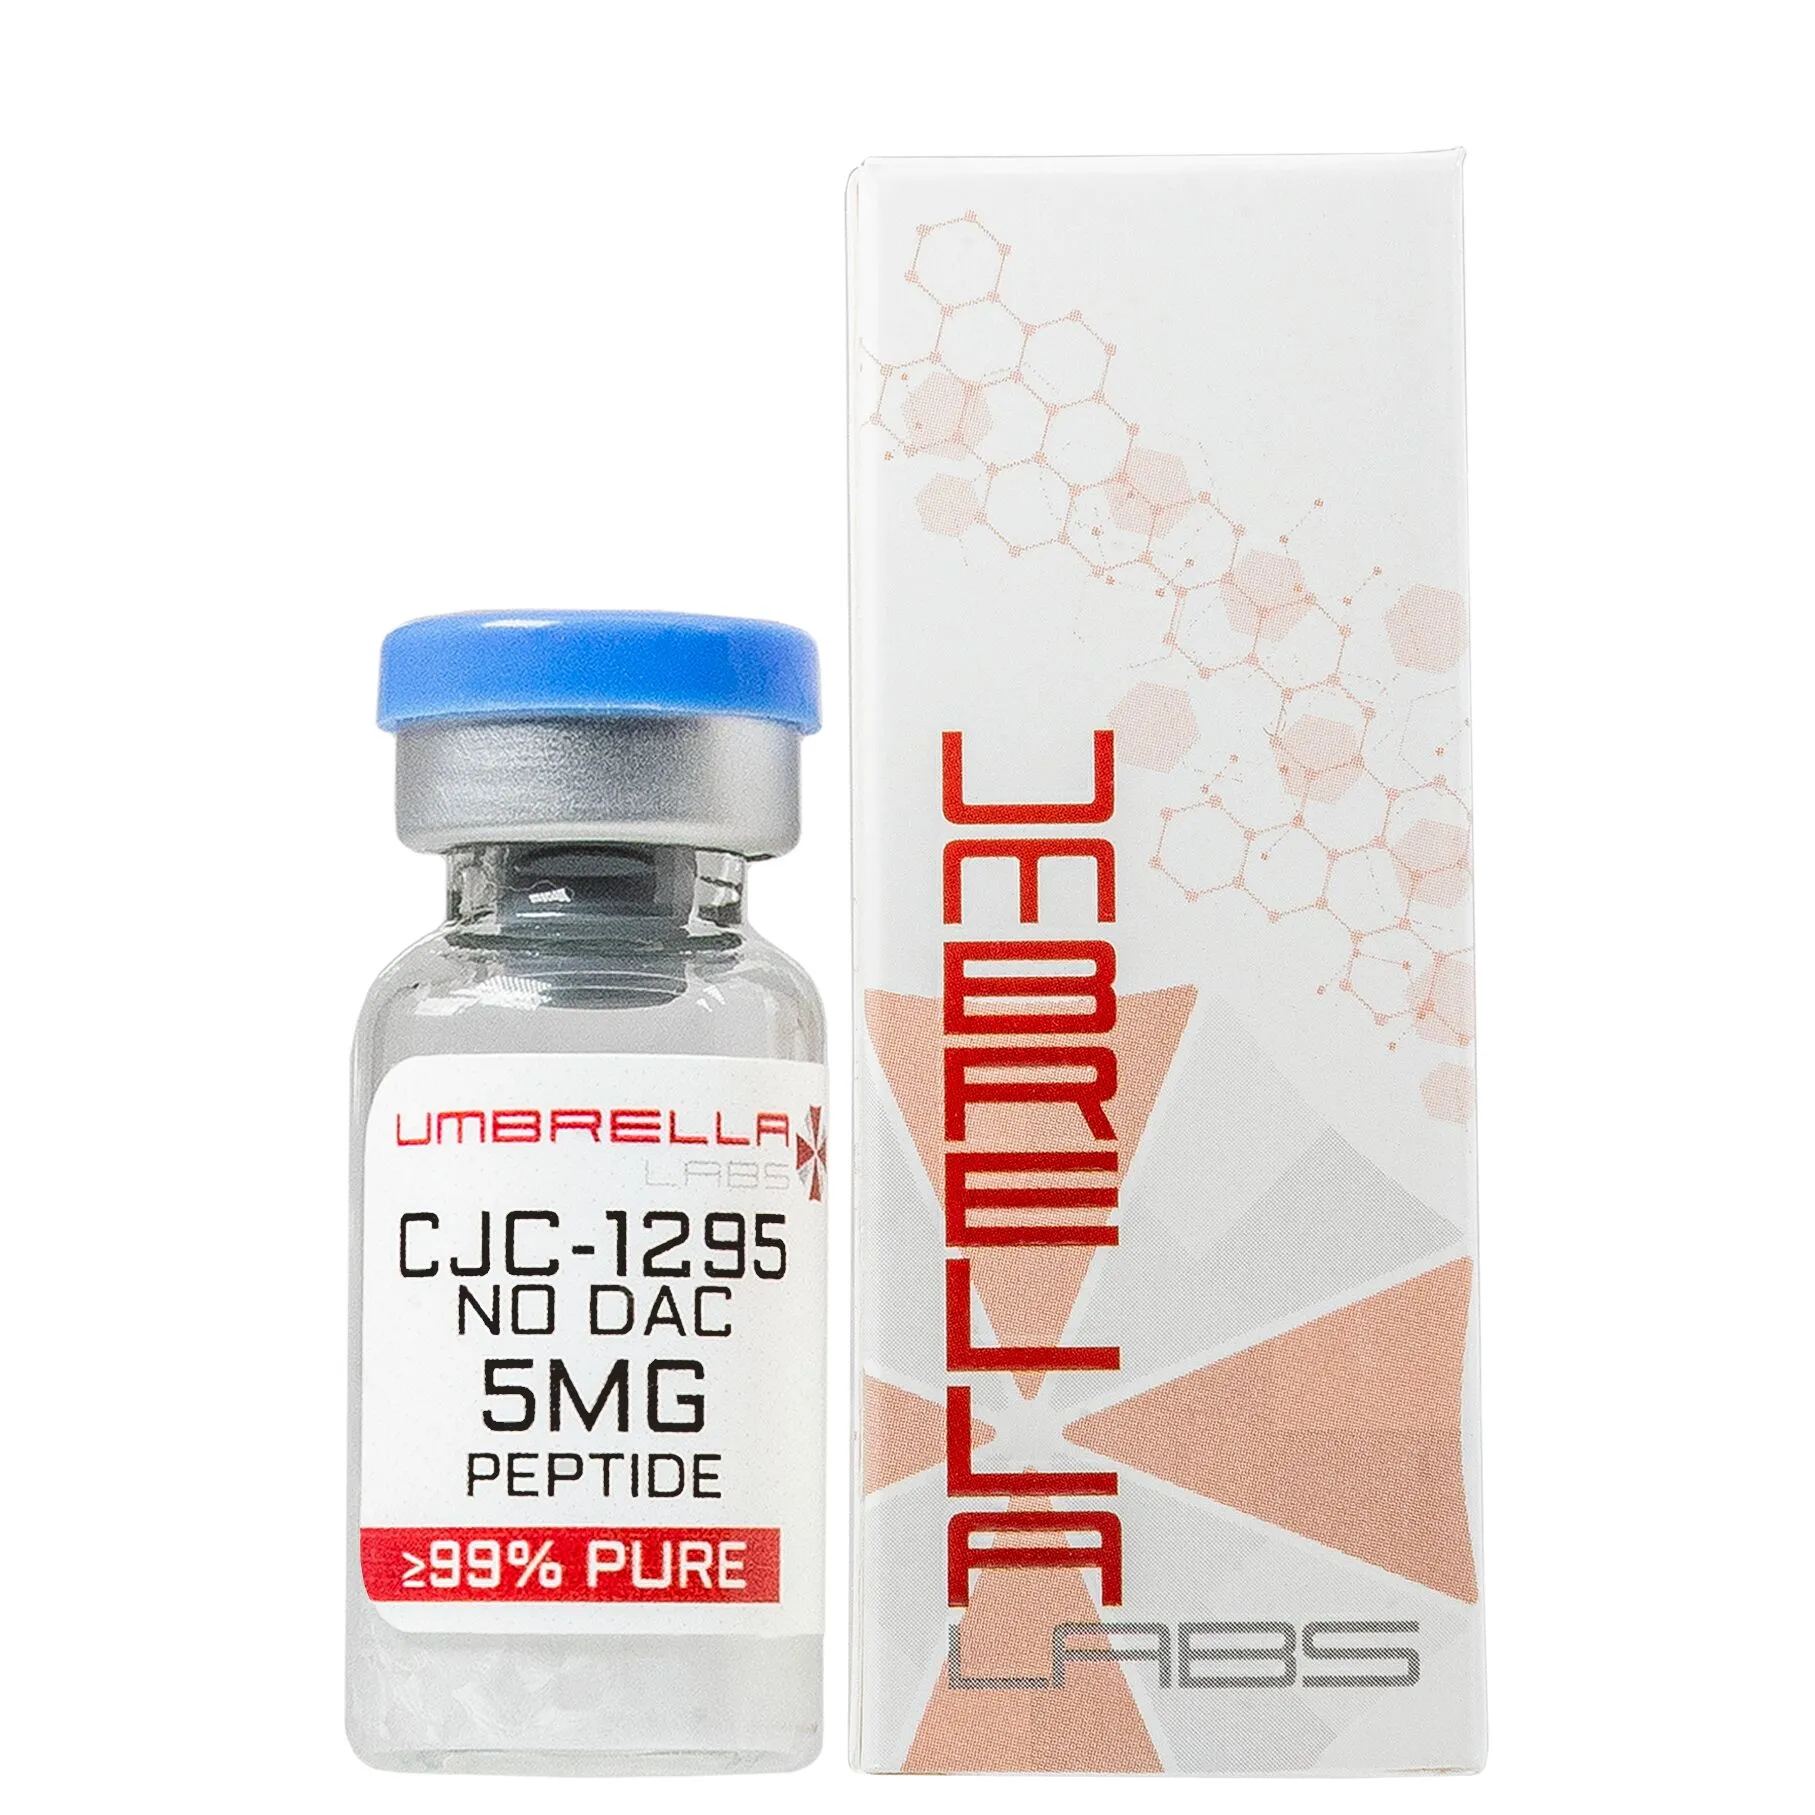 UMBRELLA
LABS
CJC-1295
NO DAC
5MG
PEPTIDE
≥99% PURE
UMBRELLA
LABS